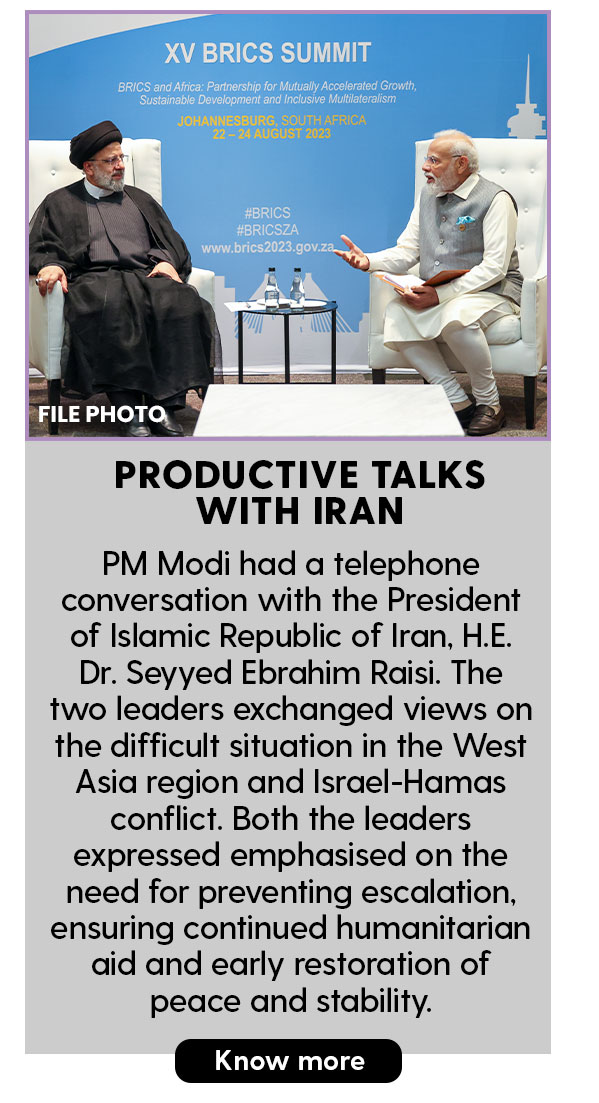 XV BRICS SUMMIT
BRICS and Africa: Partnership for Mutually Accelerated Growth,
Sustainable Development and Inclusive Multilateralism
JOHANNESBURG, SOUTH AFRICA
22 – 24 AUGUST 2023
#BRICS
#BRICSZA
www.brics2023.gov.za
FILE PHOTO
PRODUCTIVE TALKS
WITH IRAN
PM Modi had a telephone
conversation with the President
of Islamic Republic of Iran, H.E.
Dr. Seyyed Ebrahim Raisi. The
two leaders exchanged views on
the difficult situation in the West
Asia region and Israel-Hamas
conflict. Both the leaders
expressed emphasised on the
need for preventing escalation,
ensuring continued humanitarian
aid and early restoration of
peace and stability.
Know more